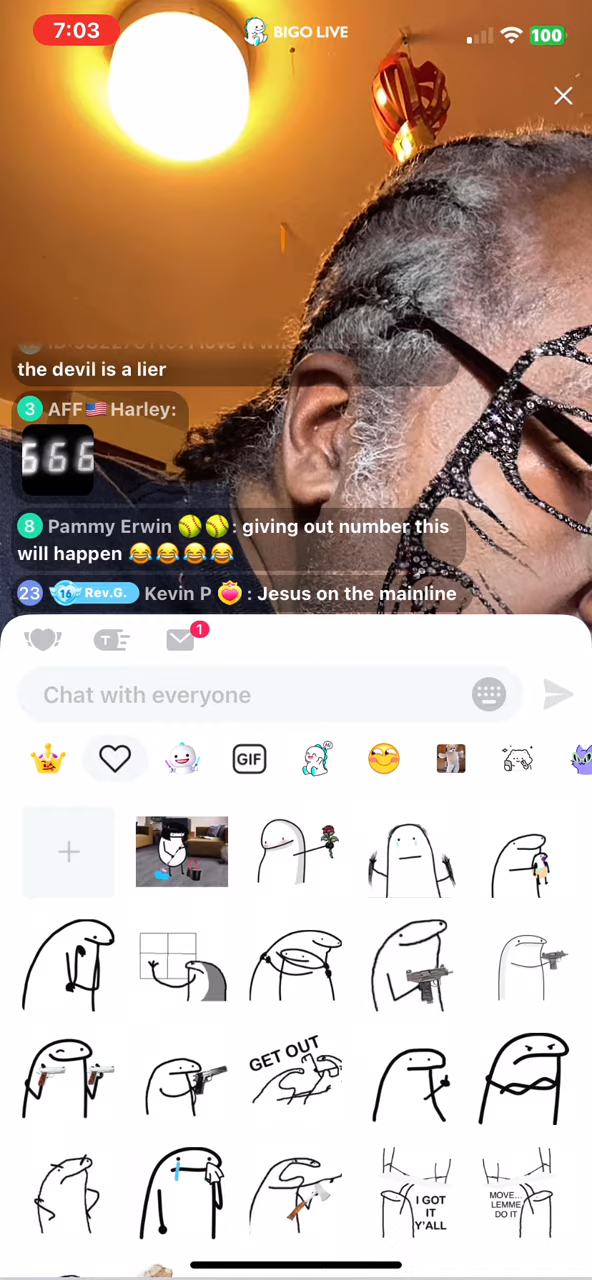 7:03
BIGO LIVE
100
the devil is a lier
3 AFF🇺🇸Harley:
666
8 Pammy Erwin 🥎🥎: giving out number this
will happen 😂😂😂😂
23 16 Rev.G. Kevin P : Jesus on the mainline
T
1
Chat with everyone
GIF
HI
GET OUT
I GOT
IT
Y'ALL
MOVE...
LEMME
DO IT